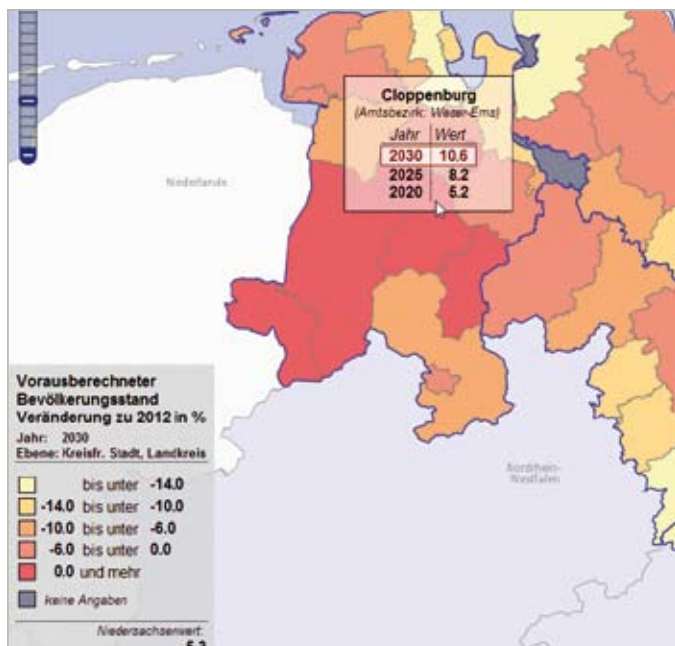 Cloppenburg
(Amtsbezirk: Weser-Ems)
Jahr Wert
2030 10.6
2025 8.2
2020 5.2
Niederlande
Nordrhein-
Westfalen
Vorausberechneter
Bevölkerungsstand
Veränderung zu 2012 in %
Jahr: 2030
Ebene: Kreisfr. Stadt, Landkreis
bis unter -14.0
-14.0 bis unter -10.0
-10.0 bis unter -6.0
-6.0 bis unter 0.0
0.0 und mehr
keine Angaben
Niedersachsenwert: